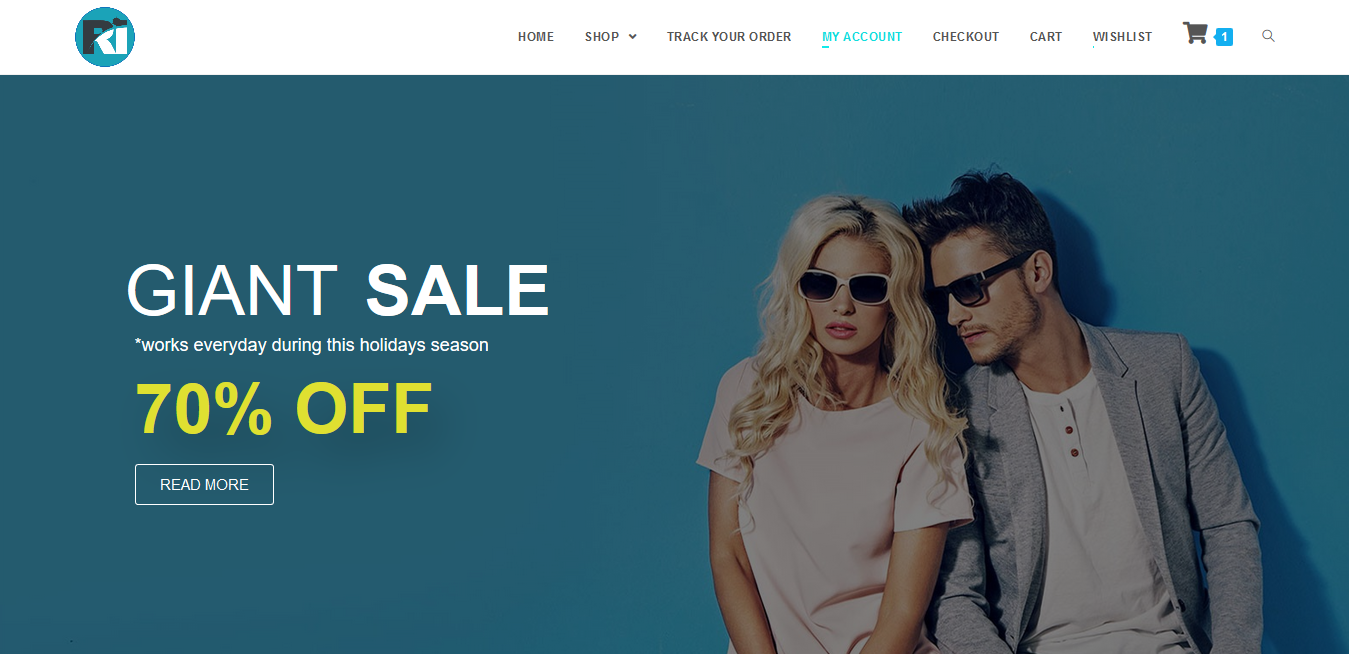 Ri
HOME SHOP TRACK YOUR ORDER MY ACCOUNT CHECKOUT CART WISHLIST 1
GIANT SALE
*works everyday during this holidays season
70% OFF
READ MORE